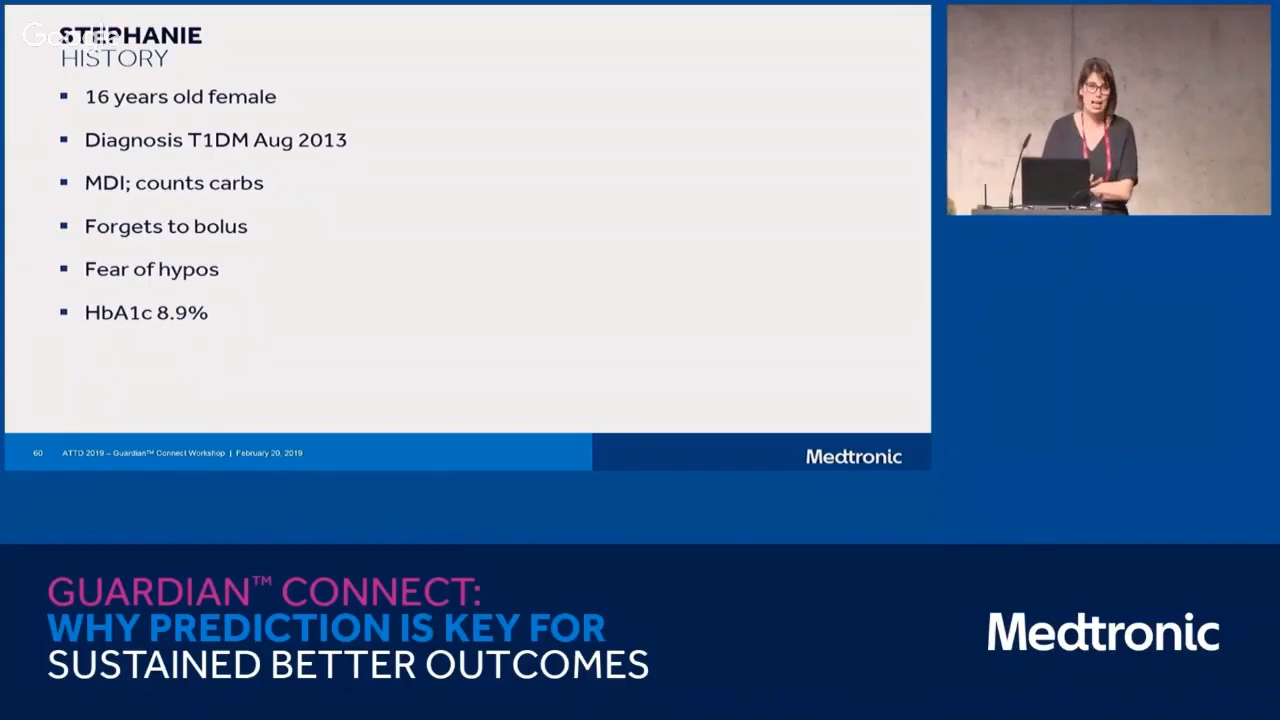 Google
STEPHANIE
HISTORY
▪ 16 years old female
▪ Diagnosis T1DM Aug 2013
▪ MDI; counts carbs
▪ Forgets to bolus
▪ Fear of hypos
▪ HbA1c 8.9%
60 ATTD 2019 – Guardian™ Connect Workshop | February 20, 2019
Medtronic
GUARDIAN™ CONNECT:
WHY PREDICTION IS KEY FOR
SUSTAINED BETTER OUTCOMES
Medtronic